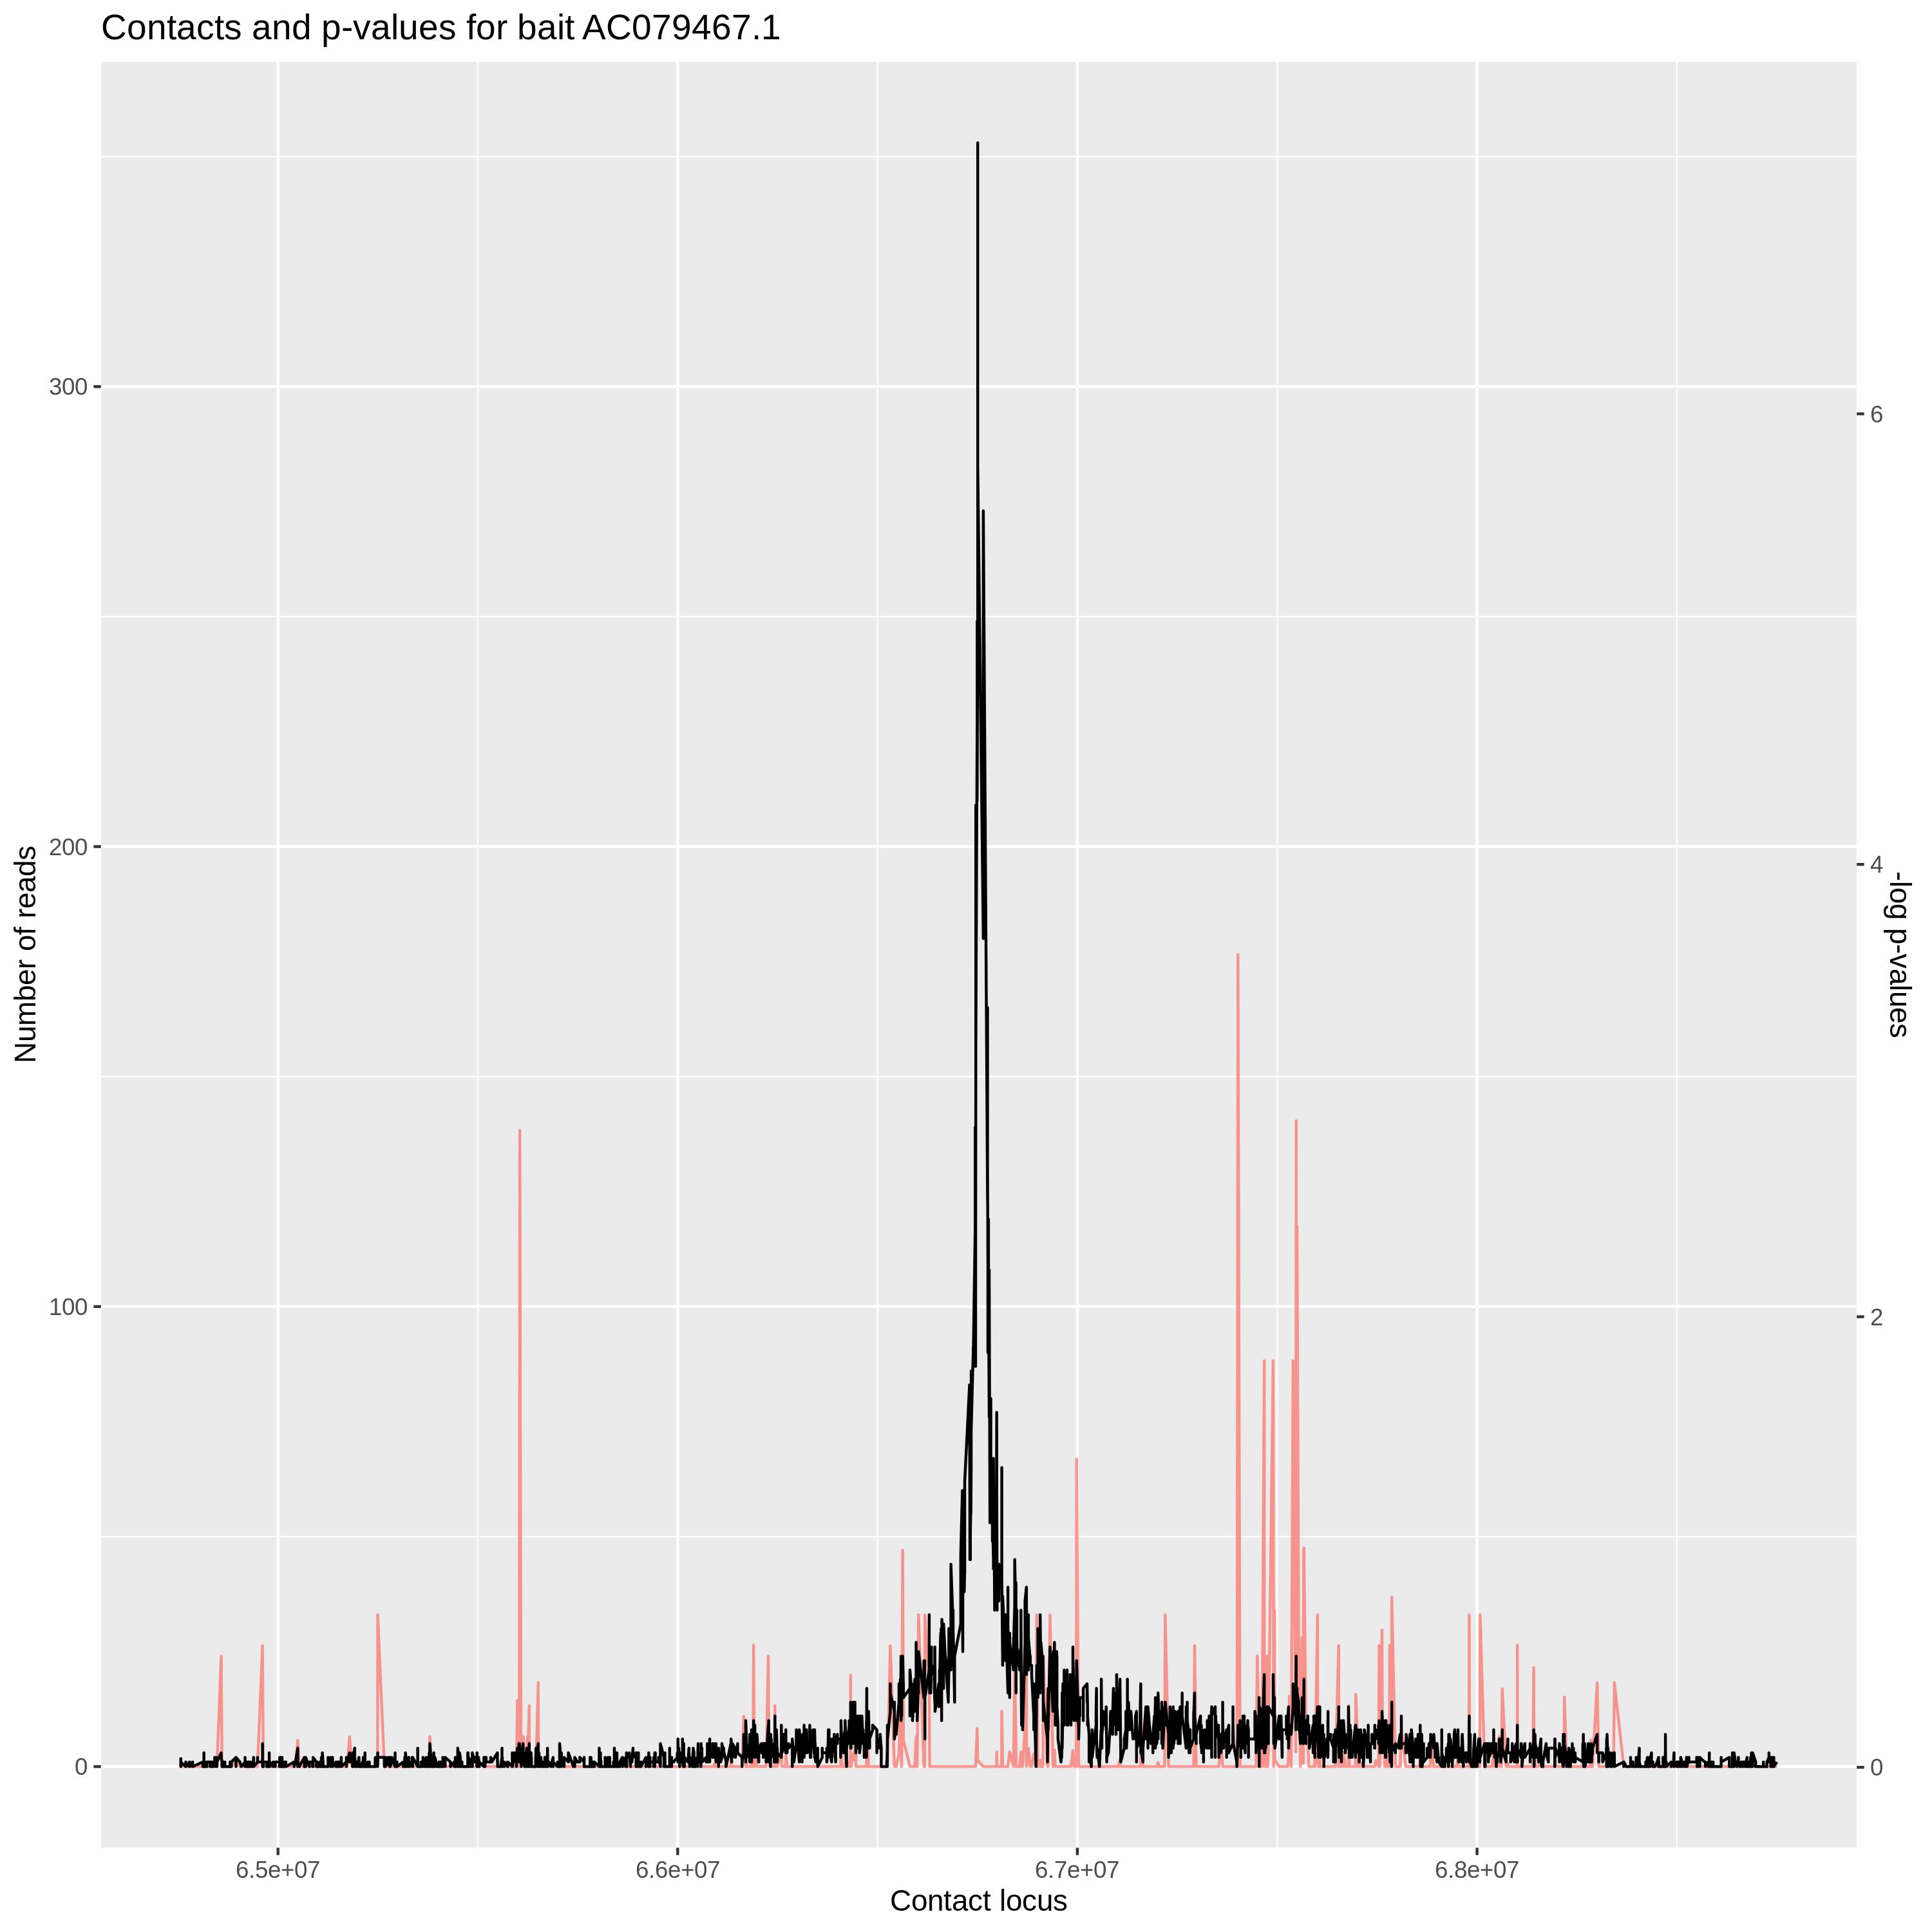 Contacts and p-values for bait AC079467.1
300
200
100
0
6
4
2
0
Number of reads
-log p-values
6.5e+07
6.6e+07
6.7e+07
6.8e+07
Contact locus